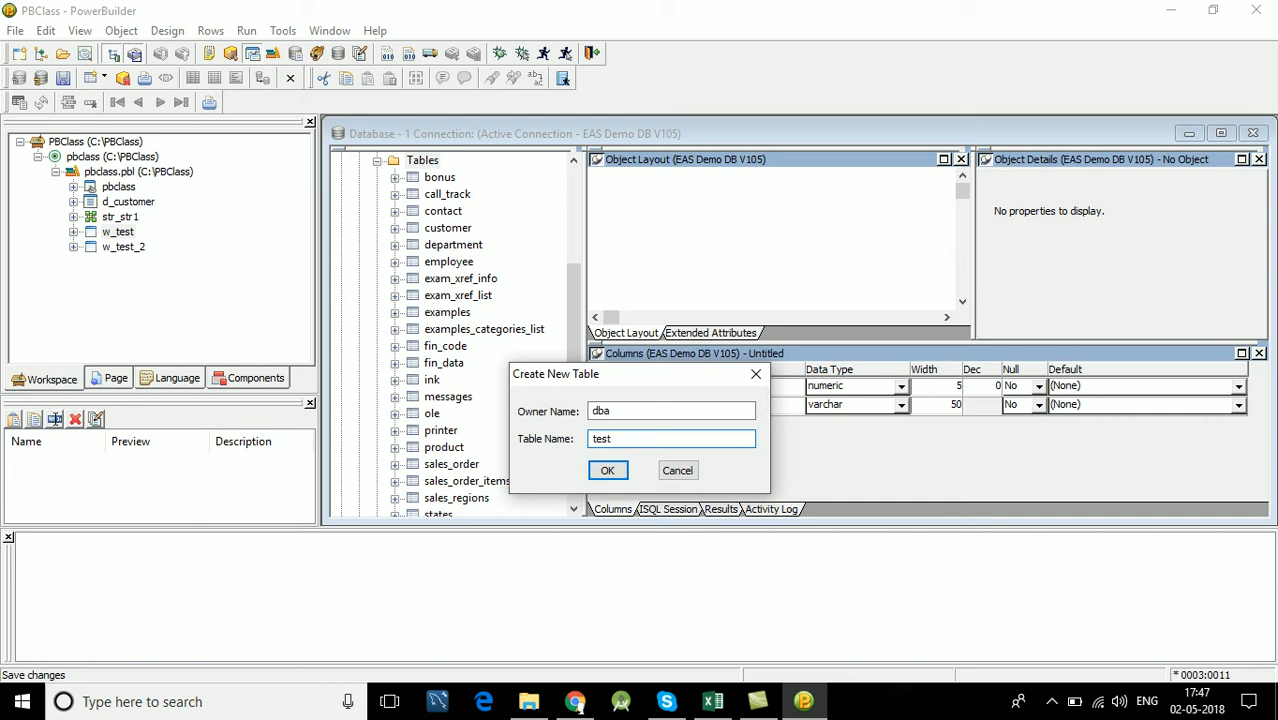 PBClass - PowerBuilder
File Edit View Object Design Rows Run Tools Window Help
PBClass (C:\PBClass)
pbclass (C:\PBClass)
pbclass.pbl (C:\PBClass)
pbclass
d_customer
str_str1
w_test
w_test_2
Workspace Page Language Components
Name Preview Description
Database - 1 Connection: (Active Connection - EAS Demo DB V105)
Tables
bonus
call_track
contact
customer
department
employee
exam_xref_info
exam_xref_list
examples
examples_categories_list
fin_code
fin_data
ink
messages
ole
printer
product
sales_order
sales_order_items
sales_regions
states
Object Layout (EAS Demo DB V105)
Object Layout Extended Attributes
Object Details (EAS Demo DB V105) - No Object
No properties to display.
Columns (EAS Demo DB V105) - Untitled
Data Type Width Dec Null Default
numeric 5 0 No (None)
varchar 50 No (None)
Columns ISQL Session Results Activity Log
Create New Table
Owner Name: dba
Table Name: test
OK Cancel
Save changes
* 0003:0011
Type here to search
ENG
17:47
02-05-2018